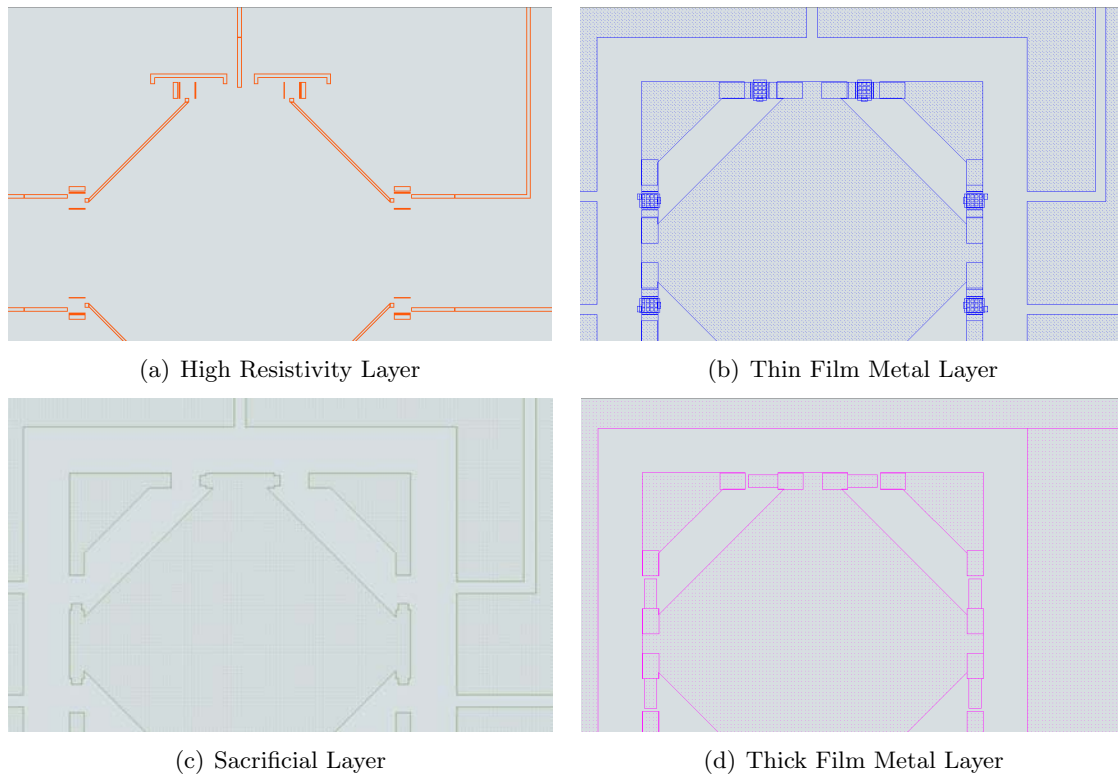 (a) High Resistivity Layer
(b) Thin Film Metal Layer
(c) Sacrificial Layer
(d) Thick Film Metal Layer